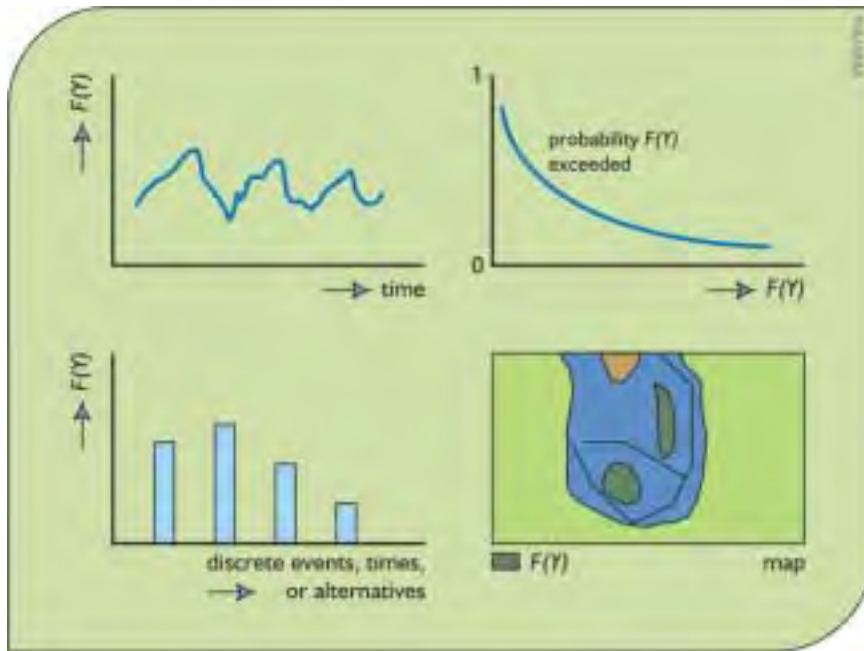 F(Y)
time
1
probability F(Y)
exceeded
0
F(Y)
F(Y)
discrete events, times,
or alternatives
F(Y)
map